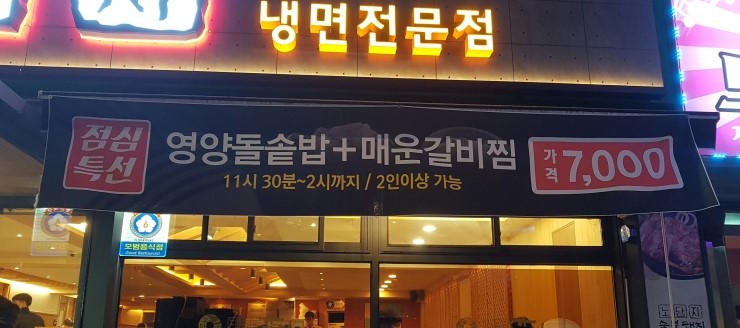 냉면전문점
점심
특선
영양돌솥밥+매운갈비찜
가격 7,000
11시 30분~2시까지 / 2인이상 가능
모범음식점